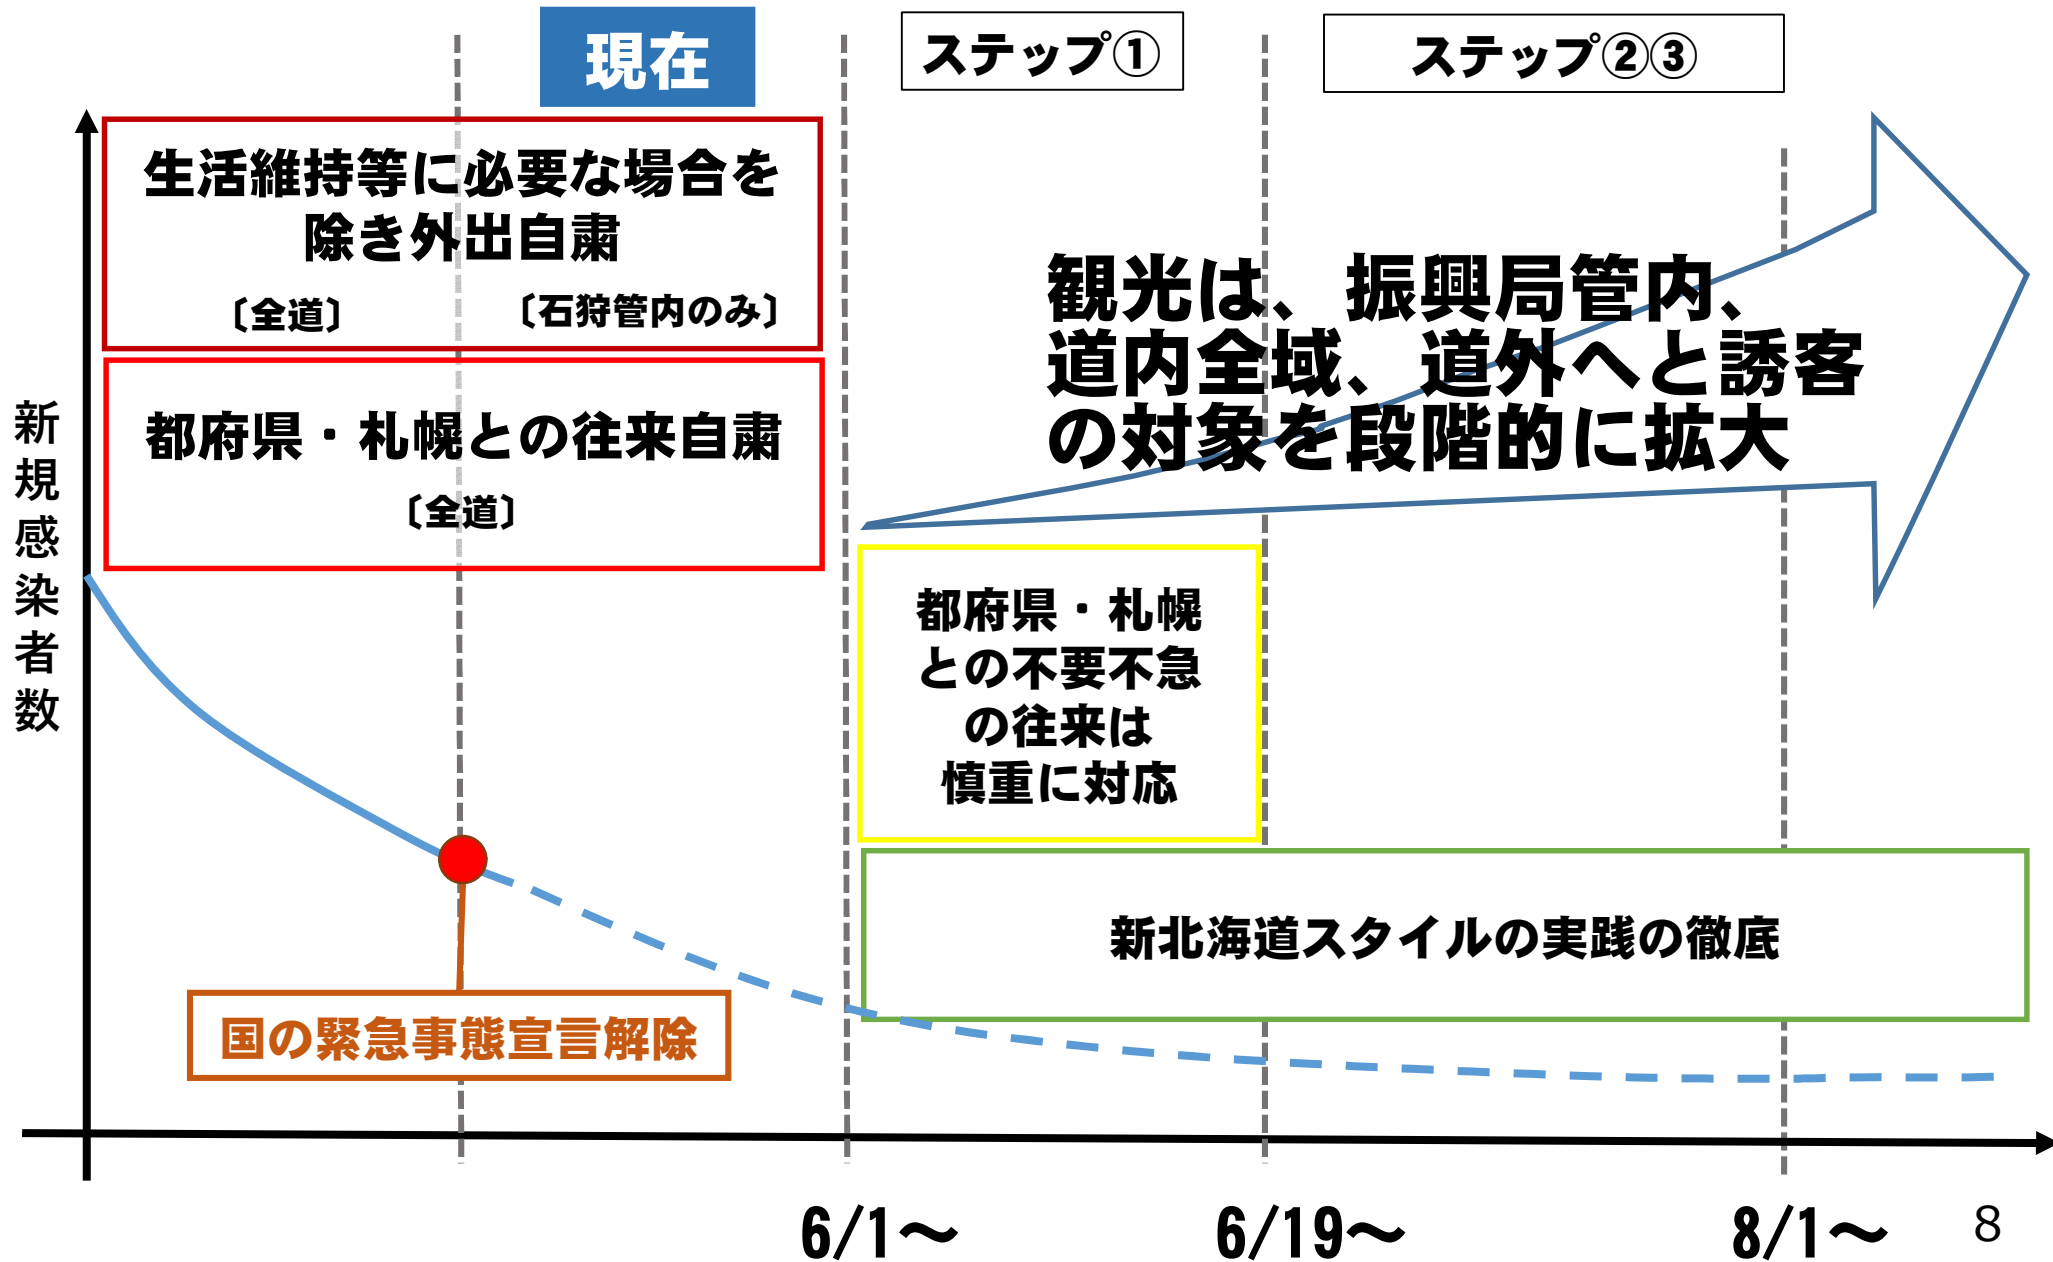 現在
ステップ①
ステップ②③
生活維持等に必要な場合を
除き外出自粛
〔全道〕
〔石狩管内のみ〕
都府県・札幌との往来自粛
〔全道〕
観光は、振興局管内、
道内全域、道外へと誘客
の対象を段階的に拡大
新規感染者数
都府県・札幌
との不要不急
の往来は
慎重に対応
新北海道スタイルの実践の徹底
国の緊急事態宣言解除
6/1～
6/19～
8/1～
8